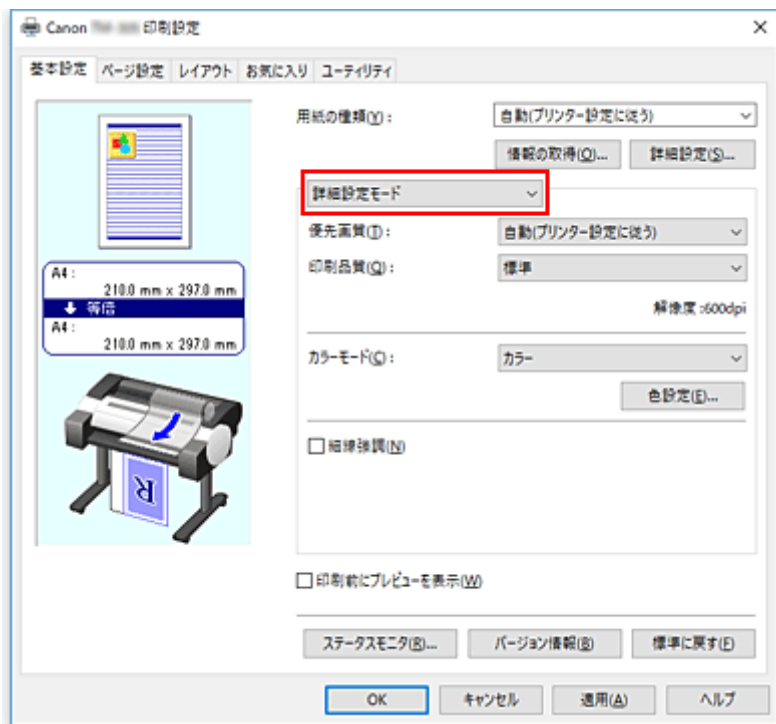 Canon 印刷設定
基本設定 ページ設定 レイアウト お気に入り ユーティリティ
用紙の種類(Y): 自動(プリンター設定に従う)
情報の取得(O)... 詳細設定(S)...
詳細設定モード
優先画質(T): 自動(プリンター設定に従う)
印刷品質(Q): 標準
解像度 :600dpi
カラーモード(C): カラー
色設定(E)...
細線強調(N)
A4 :
210.0 mm x 297.0 mm
等倍
A4 :
210.0 mm x 297.0 mm
R
印刷前にプレビューを表示(W)
ステータスモニタ(R)... バージョン情報(B) 標準に戻す(F)
OK キャンセル 適用(A) ヘルプ